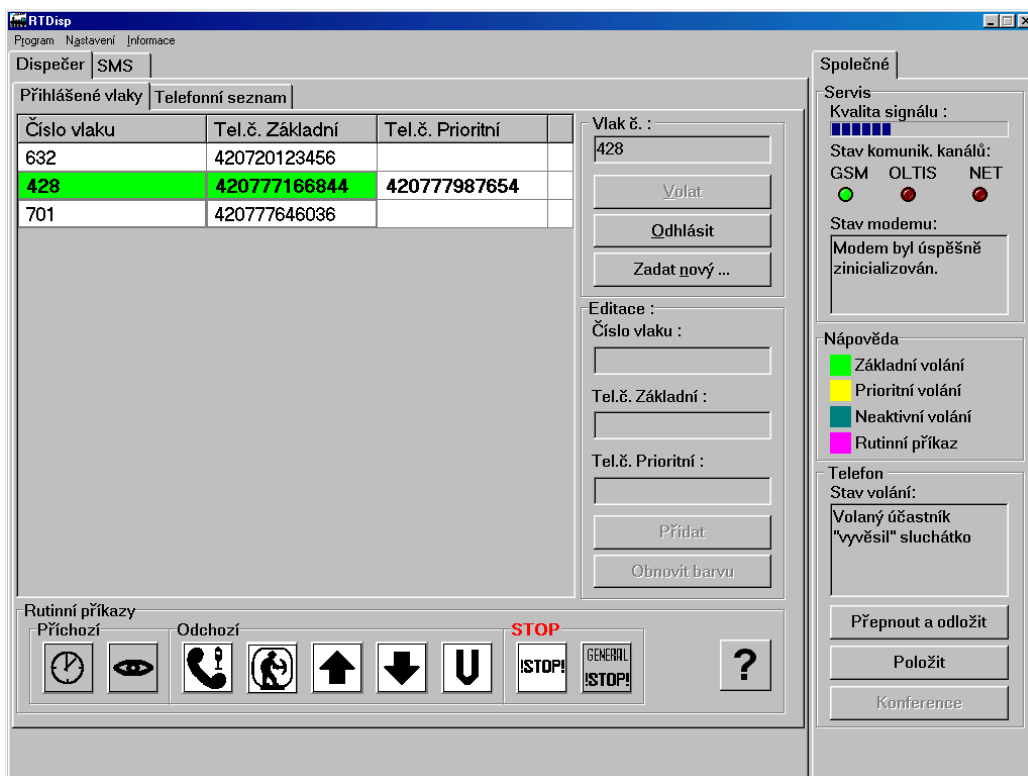 RTDisp
Program Nastavení Informace
Dispečer SMS
Přihlášené vlaky Telefonní seznam
Číslo vlaku Tel.č. Základní Tel.č. Prioritní
632 420720123456
428 420777166844 420777987654
701 420777646036
Vlak č. :
428
Volat
Odhlásit
Zadat nový ...
Editace :
Číslo vlaku :
Tel.č. Základní :
Tel.č. Prioritní :
Přidat
Obnovit barvu
Rutinní příkazy
Příchozí Odchozí STOP
U !STOP! GENERAL !STOP! ?
Společné
Servis
Kvalita signálu :
Stav komunik. kanálů:
GSM OLTIS NET
Stav modemu:
Modem byl úspěšně
zinicializován.
Nápověda
Základní volání
Prioritní volání
Neaktivní volání
Rutinní příkaz
Telefon
Stav volání:
Volaný účastník
"vyvěsil" sluchátko
Přepnout a odložit
Položit
Konference